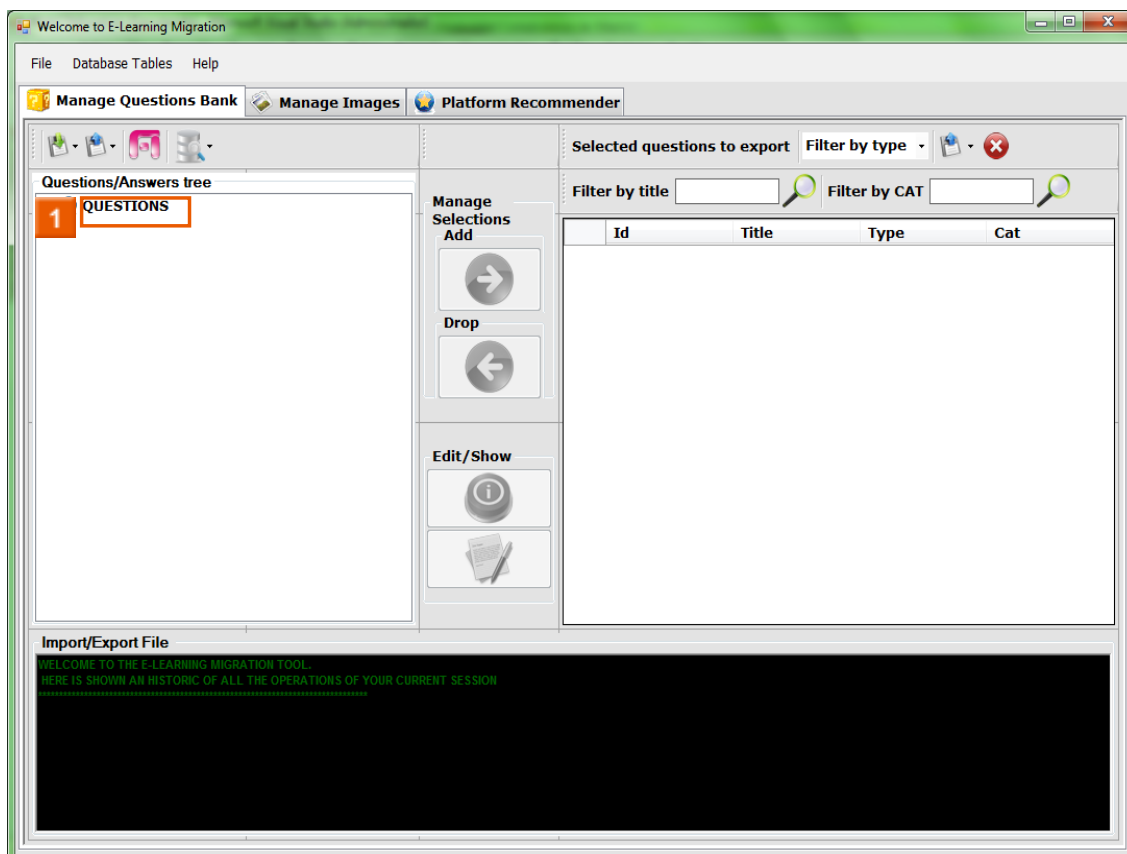 Welcome to E-Learning Migration
File Database Tables Help
Manage Questions Bank Manage Images Platform Recommender
Selected questions to export Filter by type
Questions/Answers tree
Filter by title Filter by CAT
1 QUESTIONS
Manage
Selections
Add
Id Title Type Cat
Drop
Edit/Show
Import/Export File
WELCOME TO THE E-LEARNING MIGRATION TOOL.
HERE IS SHOWN AN HISTORIC OF ALL THE OPERATIONS OF YOUR CURRENT SESSION